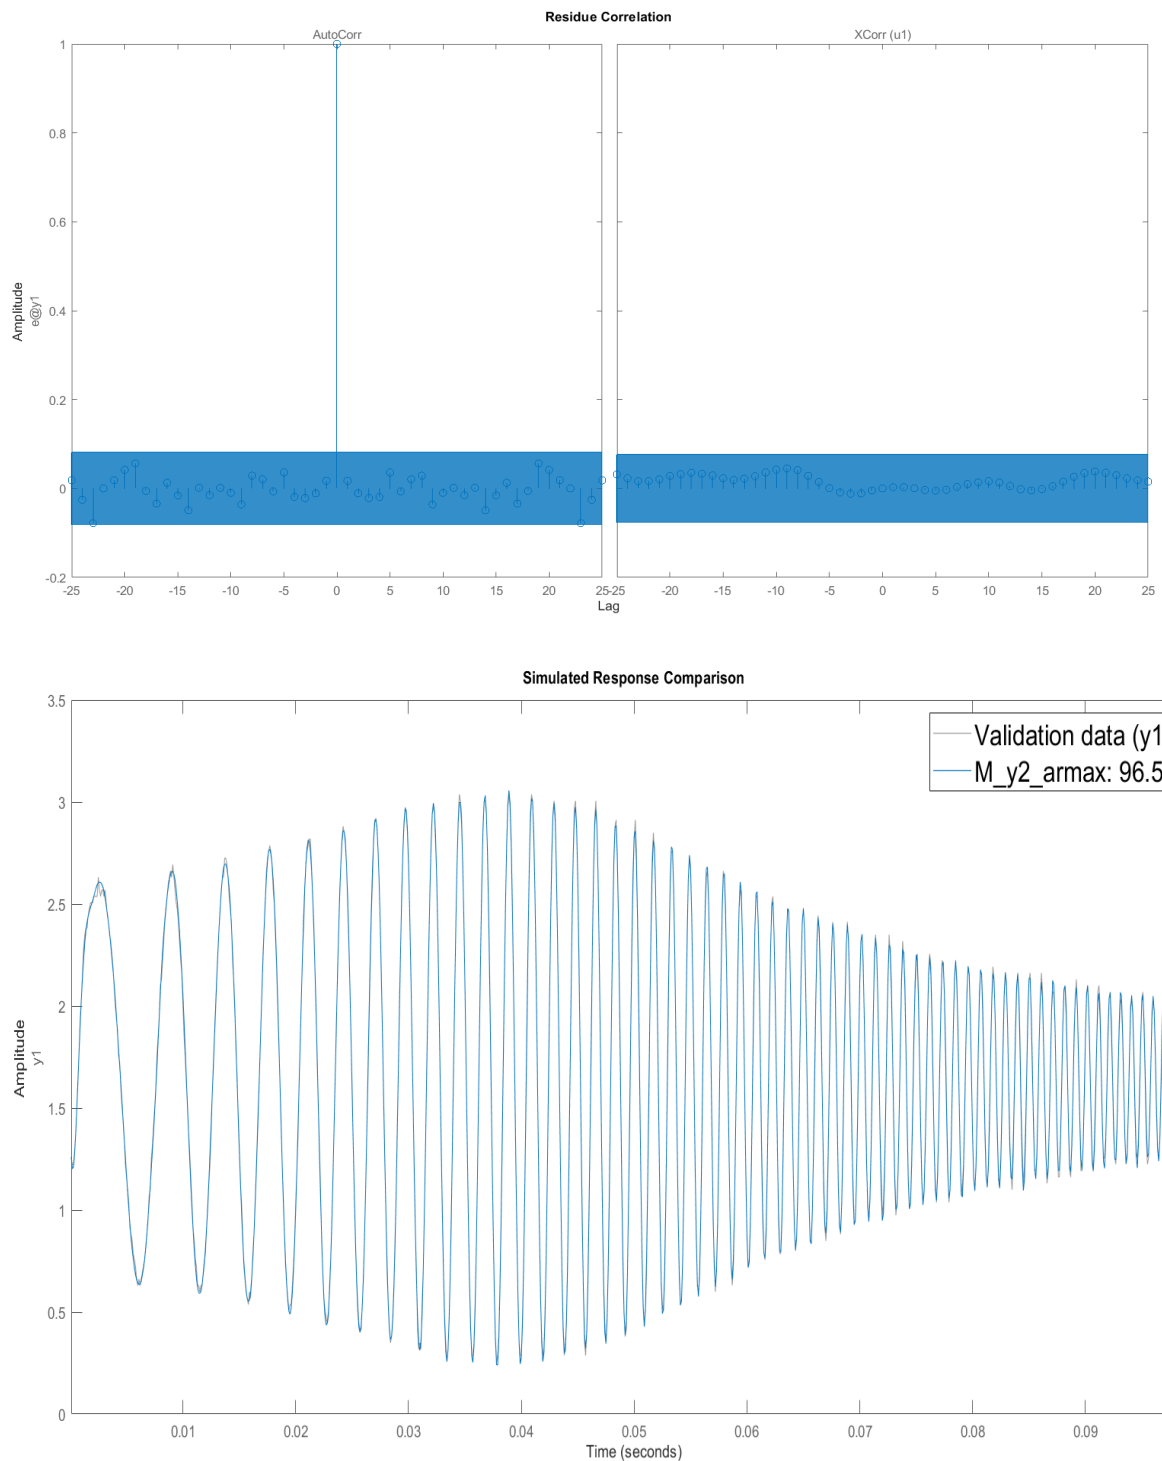 Residue Correlation
AutoCorr
XCorr (u1)
1
0.8
0.6
0.4
0.2
0
-0.2
Amplitude
e@y1
-25 -20 -15 -10 -5 0 5 10 15 20 25
-25 -20 -15 -10 -5 0 5 10 15 20 25
Lag
Simulated Response Comparison
Validation data (y1
M_y2_armax: 96.5
3.5
3
2.5
2
1.5
1
0.5
0
Amplitude
y1
0.01 0.02 0.03 0.04 0.05 0.06 0.07 0.08 0.09
Time (seconds)